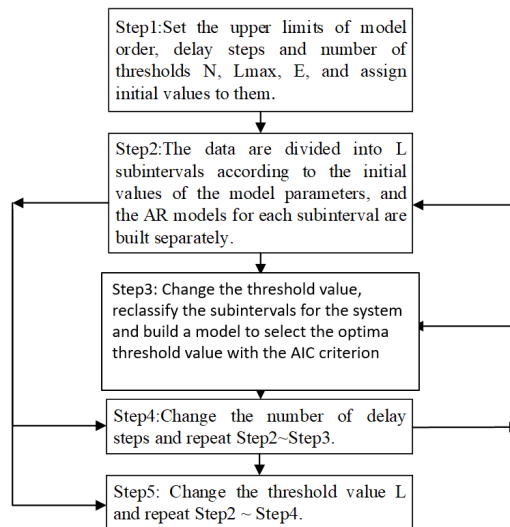 Step1:Set the upper limits of model
order, delay steps and number of
thresholds N, Lmax, E, and assign
initial values to them.
Step2:The data are divided into L
subintervals according to the initial
values of the model parameters, and
the AR models for each subinterval are
built separately.
Step3: Change the threshold value,
reclassify the subintervals for the system
and build a model to select the optima
threshold value with the AIC criterion
Step4:Change the number of delay
steps and repeat Step2~Step3.
Step5: Change the threshold value L
and repeat Step2 ~ Step4.